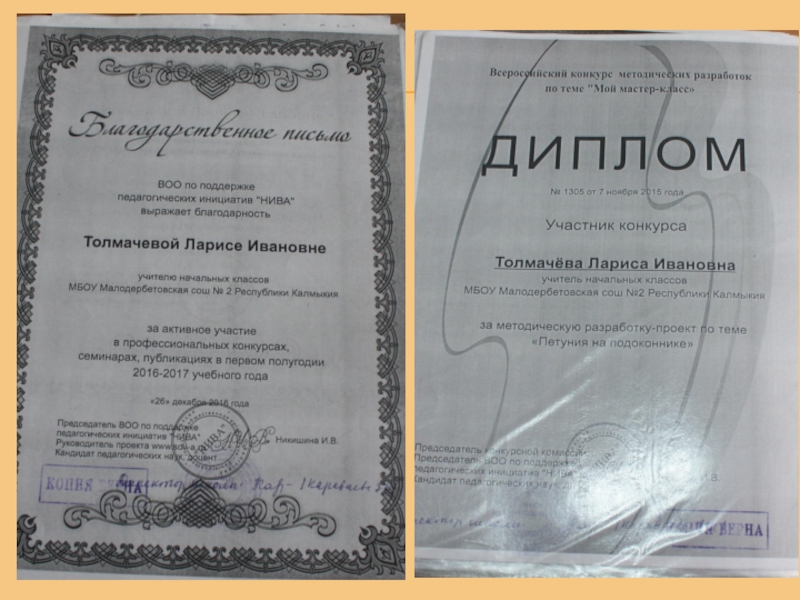 Благодарственное письмо
ВОО по поддержке
педагогических инициатив "НИВА"
выражает благодарность
Толмачевой Ларисе Ивановне
учителю начальных классов
МБОУ Малодербетовская сош № 2 Республики Калмыкия
за активное участие
в профессиональных конкурсах,
семинарах, публикациях в первом полугодии
2016-2017 учебного года
«26» декабря 2016 года
Председатель ВОО по поддержке
педагогических инициатив "НИВА"
Руководитель проекта
Кандидат педагогических наук, доцент
Никишина И.В.
"НИВА"
КОПИЯ
Всероссийский конкурс методических разработок
по теме "Мой мастер-класс»
ДИПЛОМ
№ 1305 от 7 ноября 2015 года
Участник конкурса
Толмачёва Лариса Ивановна
учитель начальных классов
МБОУ Малодербетовская сош №2 Республики Калмыкия
за методическую разработку-проект по теме
«Петуния на подоконнике»
Председатель конкурсной комиссии
Председатель ВОО по поддержке
педагогических инициатив "НИВА"
Кандидат педагогических наук
ВЕРНА